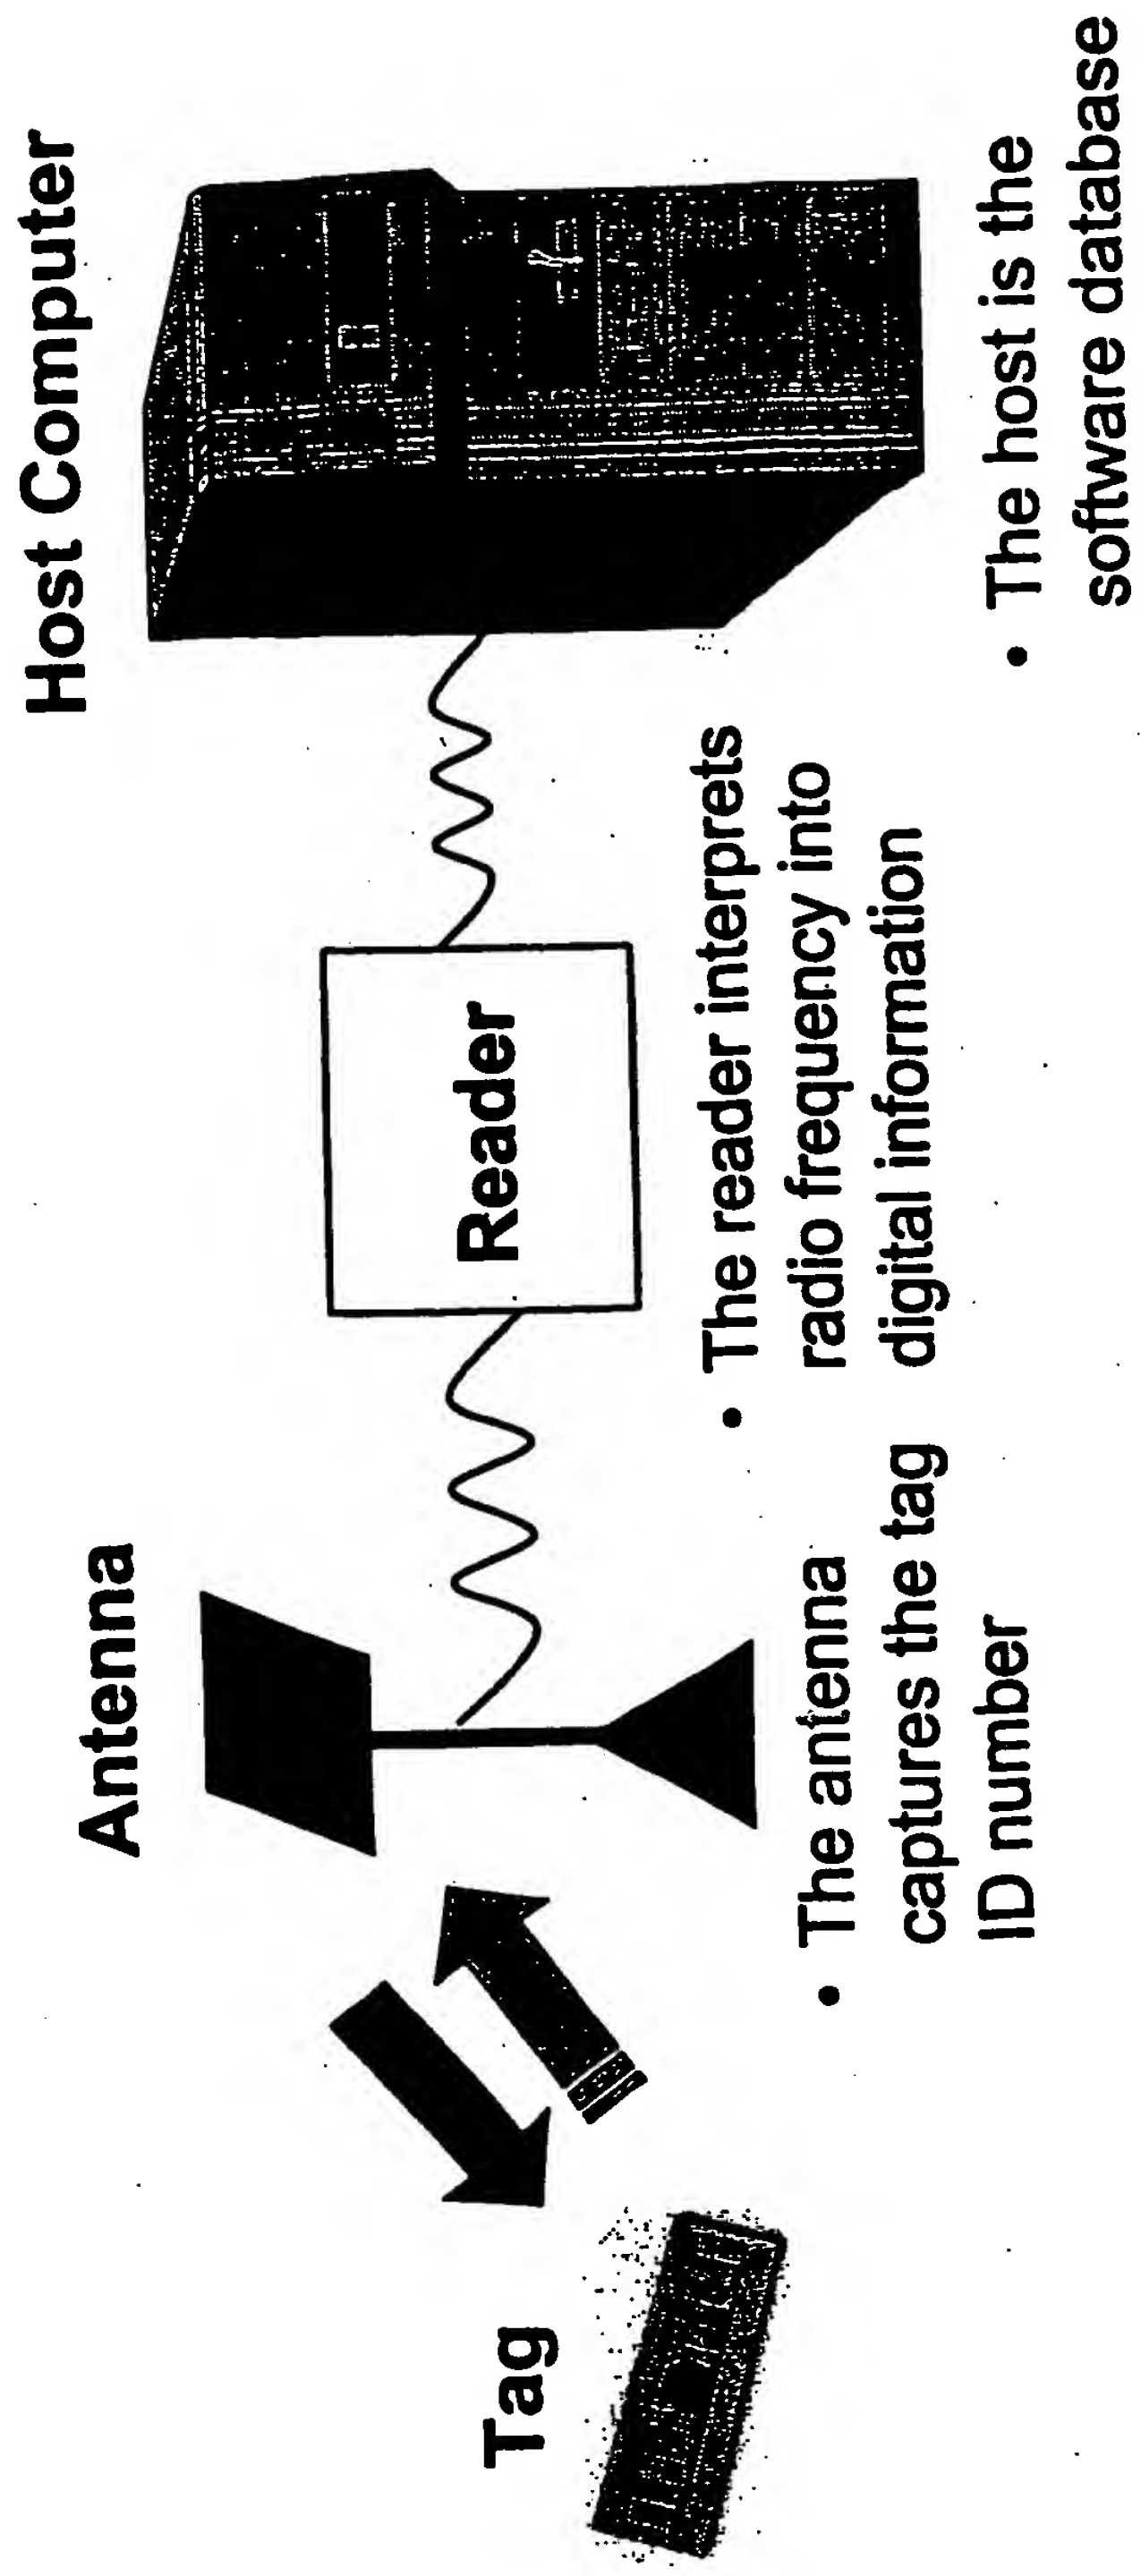 Tag
Antenna
• The antenna
captures the tag
ID number
Reader
• The reader interprets
radio frequency into
digital information
Host Computer
• The host is the
software database